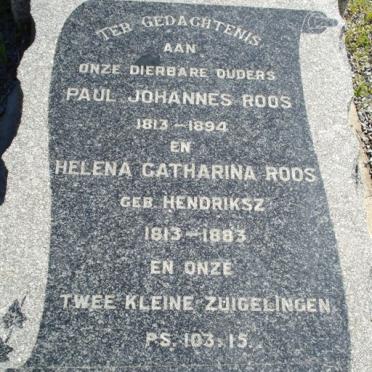 TER GEDACHTENIS
AAN
ONZE DIERBARE OUDERS
PAUL JOHANNES ROOS
1813-1894
EN
HELENA CATHARINA ROOS
GEB HENDRIKSZ
1813-1883
EN ONZE
TWEE KLEINE ZUIGELINGEN
PS. 103:15.